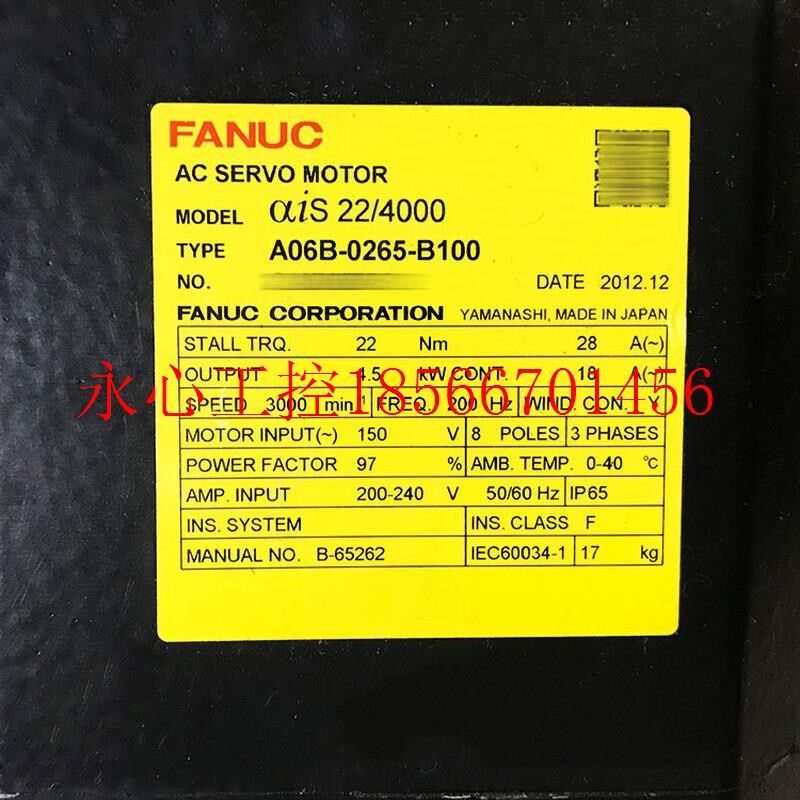 FANUC
AC SERVO MOTOR
MODEL αiS 22/4000
TYPE A06B-0265-B100
NO. DATE 2012.12
FANUC CORPORATION YAMANASHI, MADE IN JAPAN
STALL TRQ. 22 Nm 28 A(~)
OUTPUT 4.5 kW CONT. 18 A(~)
永心工控18566701456
SPEED 3000 min-1 FREQ. 200 Hz WIND. CON. Y
MOTOR INPUT(~) 150 V 8 POLES 3 PHASES
POWER FACTOR 97 % AMB. TEMP. 0-40 ℃
AMP. INPUT 200-240 V 50/60 Hz IP65
INS. SYSTEM INS. CLASS F
MANUAL NO. B-65262 IEC60034-1 17 kg